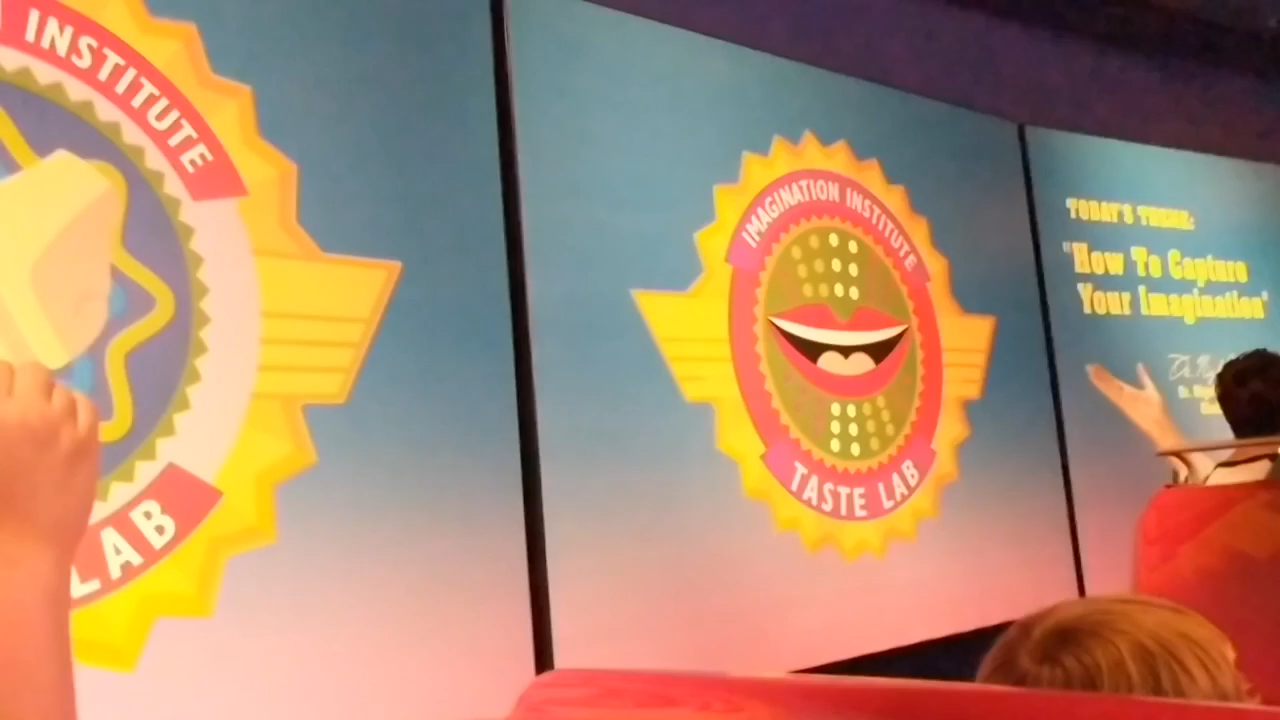 INSTITUTE
LAB
IMAGINATION INSTITUTE
TASTE LAB
TODAY'S THEME:
"How To Capture
Your Imagination"